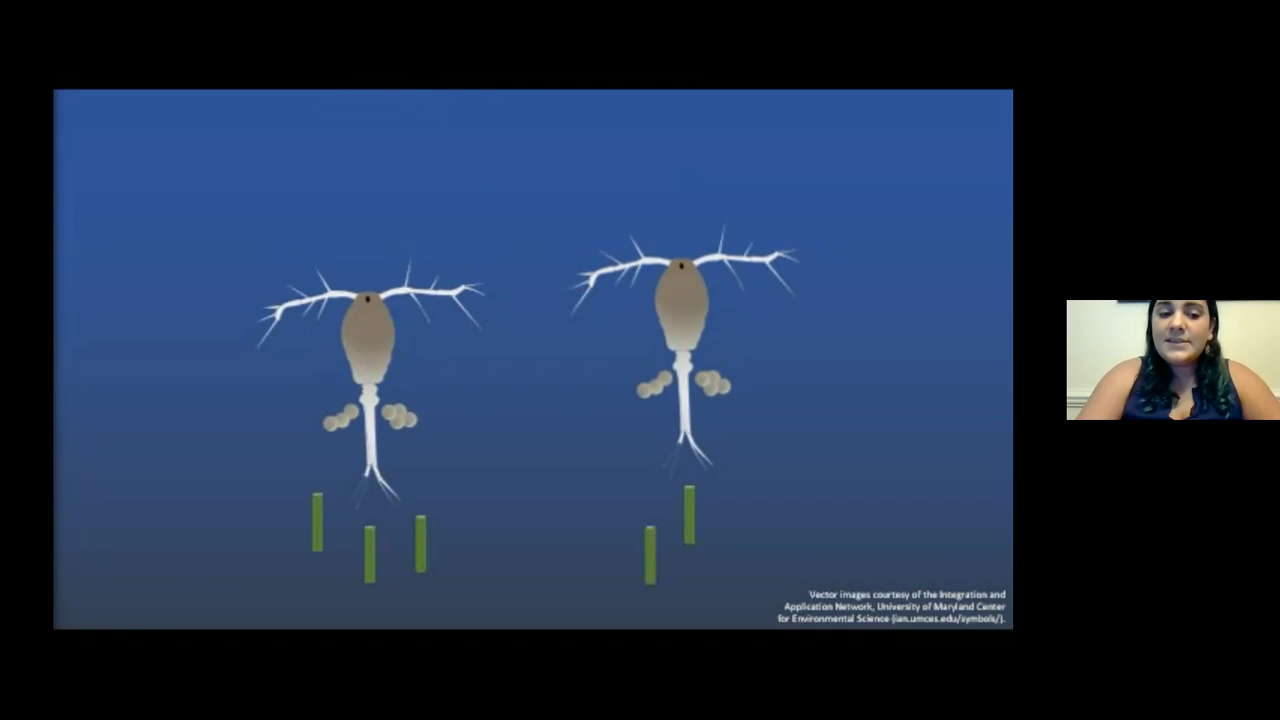 Vector images courtesy of the Integration and
Application Network, University of Maryland Center
for Environmental Science (ian.umces.edu/symbols/).